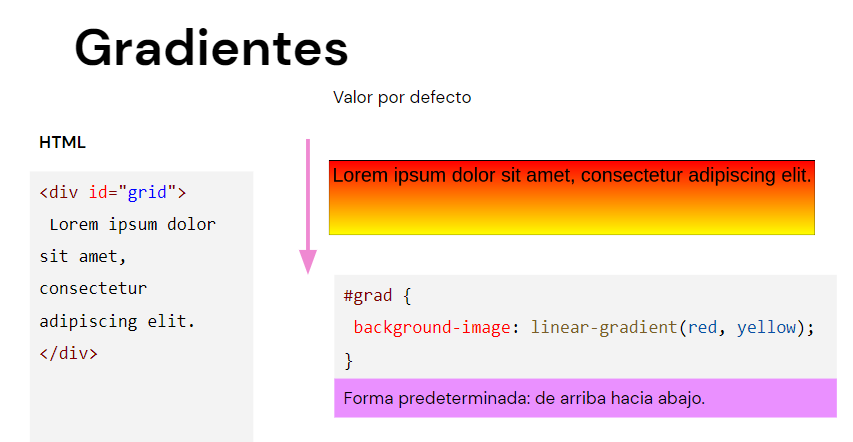 Gradientes
Valor por defecto
HTML
<div id="grid">
Lorem ipsum dolor
sit amet,
consectetur
adipiscing elit.
</div>
Lorem ipsum dolor sit amet, consectetur adipiscing elit.
#grad {
background-image: linear-gradient(red, yellow);
}
Forma predeterminada: de arriba hacia abajo.